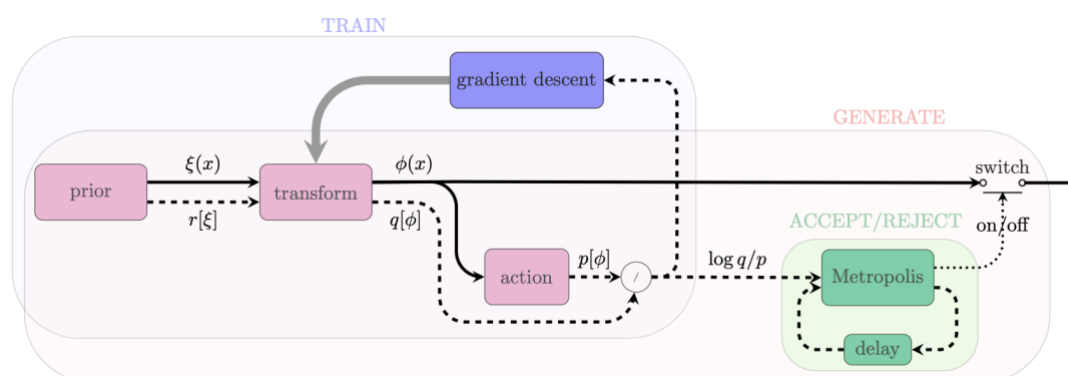 TRAIN
gradient descent
GENERATE
prior
ξ(x)
r[ξ]
transform
ϕ(x)
q[ϕ]
switch
on/off
ACCEPT/REJECT
action
p[ϕ]
/
log q/p
Metropolis
delay